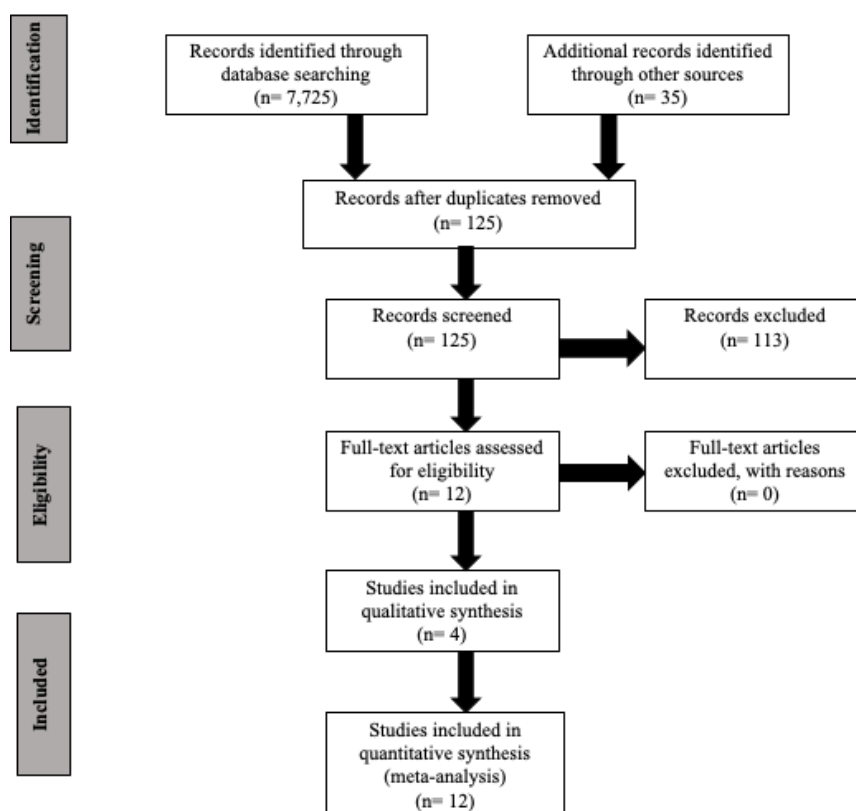 Identification
Records identified through
database searching
(n= 7,725)
Additional records identified
through other sources
(n= 35)
Records after duplicates removed
(n= 125)
Screening
Records screened
(n= 125)
Records excluded
(n= 113)
Eligibility
Full-text articles assessed
for eligibility
(n= 12)
Full-text articles
excluded, with reasons
(n= 0)
Studies included in
qualitative synthesis
(n= 4)
Included
Studies included in
quantitative synthesis
(meta-analysis)
(n= 12)